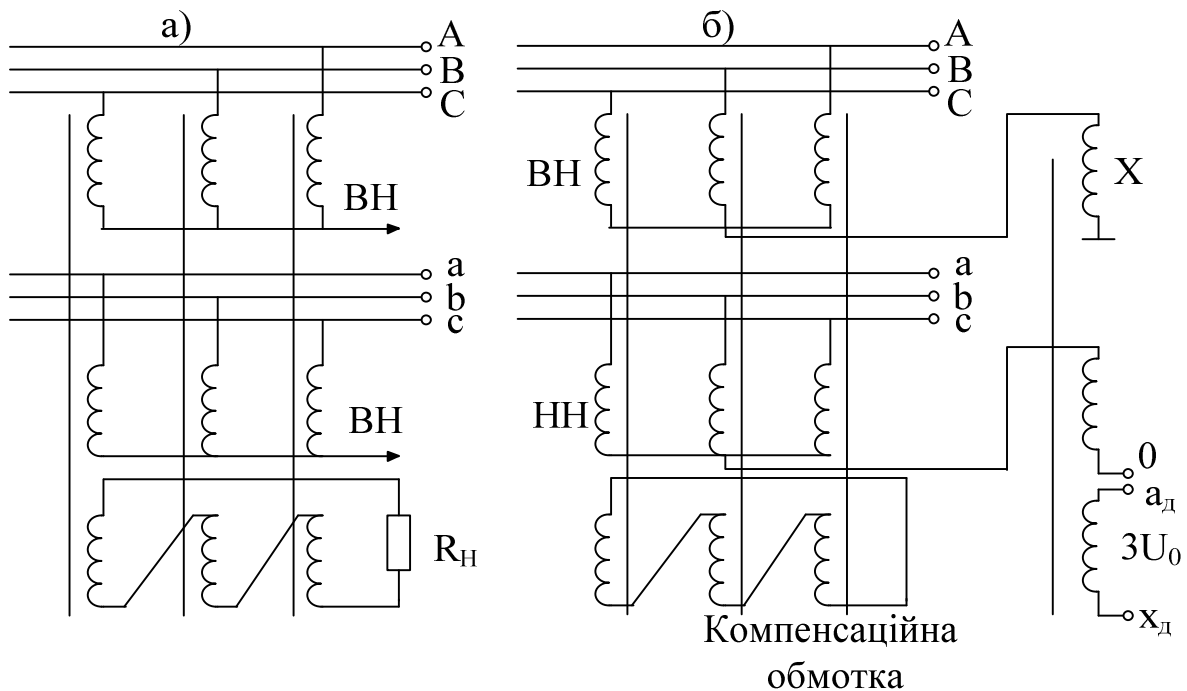 а)
A
B
C
ВН
a
b
c
ВН
R_Н
б)
A
B
C
ВН
X
a
b
c
НН
0
a_д
3U_0
x_д
Компенсаційна
обмотка